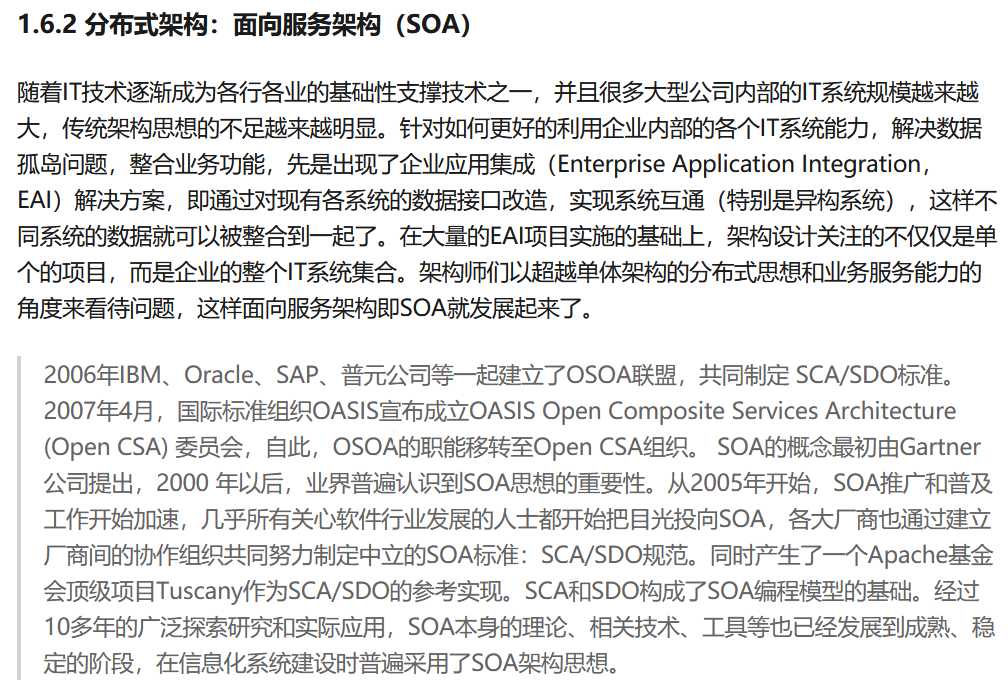 1.6.2 分布式架构：面向服务架构（SOA）
随着IT技术逐渐成为各行各业的基础性支撑技术之一，并且很多大型公司内部的IT系统规模越来越
大，传统架构思想的不足越来越明显。针对如何更好的利用企业内部的各个IT系统能力，解决数据
孤岛问题，整合业务功能，先是出现了企业应用集成（Enterprise Application Integration，
EAI）解决方案，即通过对现有各系统的数据接口改造，实现系统互通（特别是异构系统），这样不
同系统的数据就可以被整合到一起了。在大量的EAI项目实施的基础上，架构设计关注的不仅仅是单
个的项目，而是企业的整个IT系统集合。架构师们以超越单体架构的分布式思想和业务服务能力的
角度来看待问题，这样面向服务架构即SOA就发展起来了。
2006年IBM、Oracle、SAP、普元公司等一起建立了OSOA联盟，共同制定 SCA/SDO标准。
2007年4月，国际标准组织OASIS宣布成立OASIS Open Composite Services Architecture
(Open CSA) 委员会，自此，OSOA的职能移转至Open CSA组织。 SOA的概念最初由Gartner
公司提出，2000 年以后，业界普遍认识到SOA思想的重要性。从2005年开始，SOA推广和普及
工作开始加速，几乎所有关心软件行业发展的人士都开始把目光投向SOA，各大厂商也通过建立
厂商间的协作组织共同努力制定中立的SOA标准：SCA/SDO规范。同时产生了一个Apache基金
会顶级项目Tuscany作为SCA/SDO的参考实现。SCA和SDO构成了SOA编程模型的基础。经过
10多年的广泛探索研究和实际应用，SOA本身的理论、相关技术、工具等也已经发展到成熟、稳
定的阶段，在信息化系统建设时普遍采用了SOA架构思想。